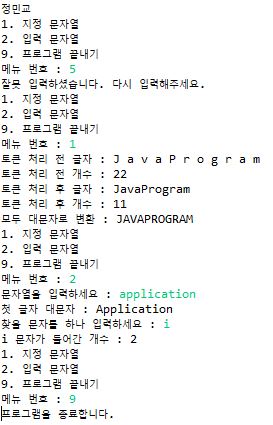 정민교
1. 지정 문자열
2. 입력 문자열
9. 프로그램 끝내기
메뉴 번호 : 5
잘못 입력하셨습니다. 다시 입력해주세요.
1. 지정 문자열
2. 입력 문자열
9. 프로그램 끝내기
메뉴 번호 : 1
토큰 처리 전 글자 : J a v a P r o g r a m
토큰 처리 전 개수 : 22
토큰 처리 후 글자 : JavaProgram
토큰 처리 후 개수 : 11
모두 대문자로 변환 : JAVAPROGRAM
1. 지정 문자열
2. 입력 문자열
9. 프로그램 끝내기
메뉴 번호 : 2
문자열을 입력하세요 : application
첫 글자 대문자 : Application
찾을 문자를 하나 입력하세요 : i
i 문자가 들어간 개수 : 2
1. 지정 문자열
2. 입력 문자열
9. 프로그램 끝내기
메뉴 번호 : 9
프로그램을 종료합니다.